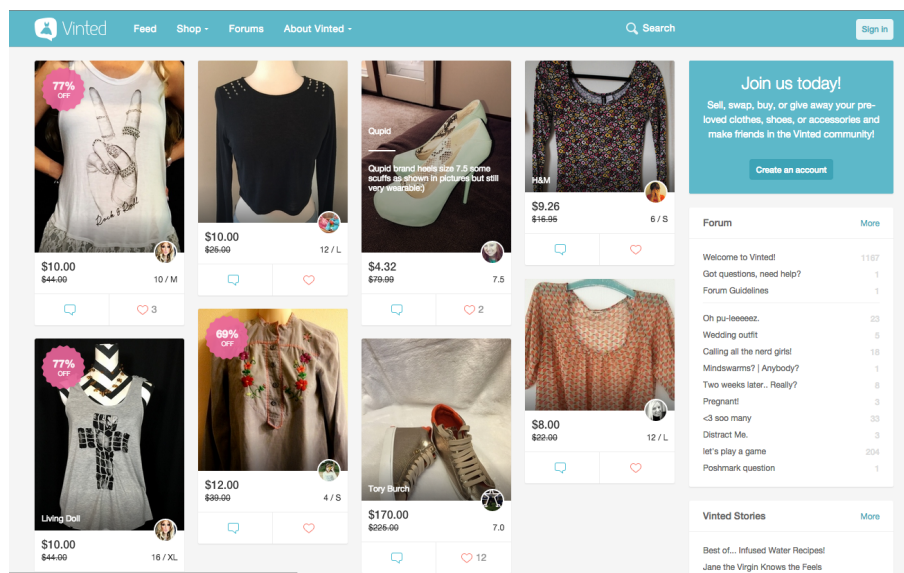 Vinted
Feed
Shop
Forums
About Vinted
Search
Sign in
77%
OFF
Rock & Roll
$10.00
$44.00
10 / M
3
77%
OFF
Living Doll
$10.00
$44.00
16 / XL
$10.00
$25.00
12 / L
69%
OFF
$12.00
$39.00
4 / S
Qupid
Qupid brand heels size 7.5 some
scuffs as shown in pictures but still
very wearable:)
$4.32
$79.99
7.5
2
Tory Burch
$170.00
$225.00
7.0
12
H&M
$9.26
$16.95
6 / S
$8.00
$22.00
12 / L
Join us today!
Sell, swap, buy, or give away your pre-
loved clothes, shoes, or accessories and
make friends in the Vinted community!
Create an account
Forum
More
Welcome to Vinted! 1167
Got questions, need help? 1
Forum Guidelines 1
Oh pu-leeeeez. 23
Wedding outfit 5
Calling all the nerd girls! 18
Mindswarms? | Anybody? 1
Two weeks later.. Really? 8
Pregnant! 3
<3 soo many 33
Distract Me. 3
let's play a game 204
Poshmark question 1
Vinted Stories
More
Best of... Infused Water Recipes!
Jane the Virgin Knows the Feels